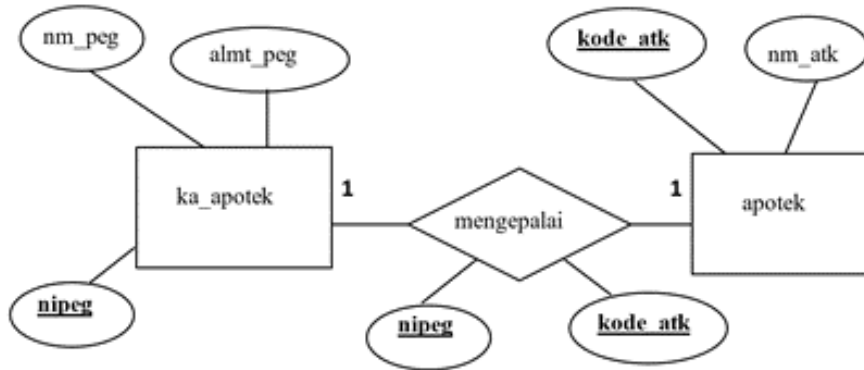 nm_peg
almt_peg
kode_atk
nm_atk
ka_apotek
1
mengepalai
1
apotek
nipeg
nipeg
kode_atk